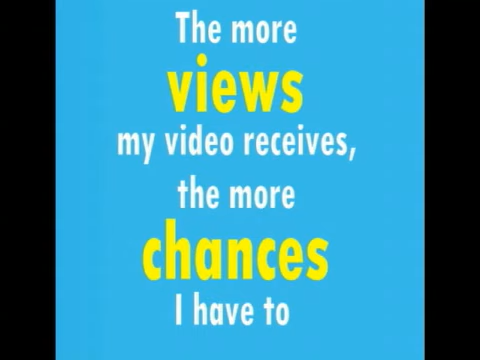 The more
views
my video receives,
the more
chances
I have to